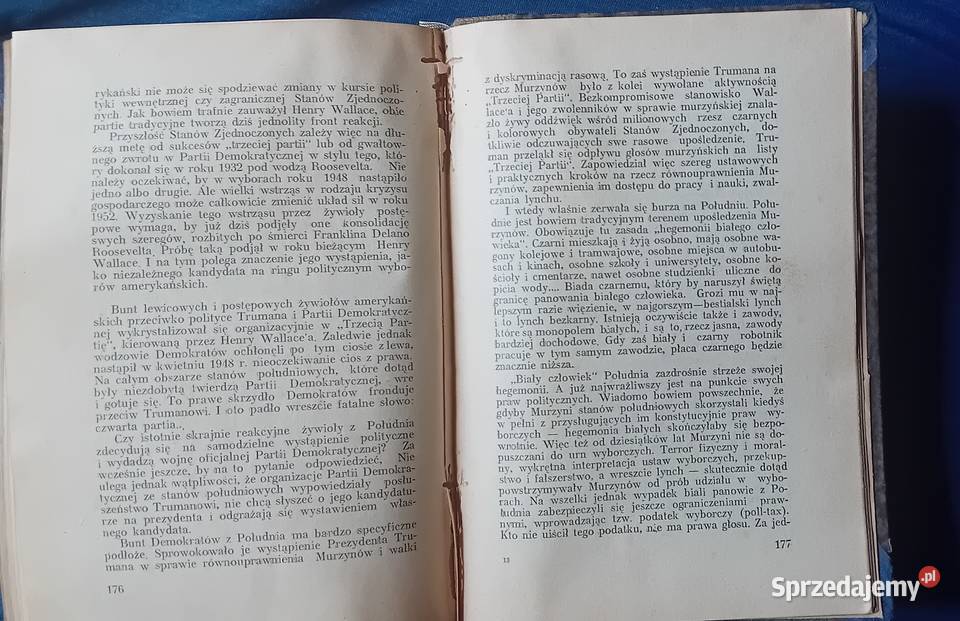 rykański nie może się spodziewać zmiany w kursie poli-
tyki wewnętrznej czy zagranicznej Stanów Zjednoczo-
nych. Jak bowiem trafnie zauważył Henry Wallace, obie
partie tradycyjne tworzą dziś jednolity front reakcji.
Przyszłość Stanów Zjednoczonych zależy więc na dłu-
ższą metę od sukcesów „trzeciej partii" lub od gwałtow-
nego zwrotu w Partii Demokratycznej w stylu tego, któ-
ry dokonał się w roku 1932 pod wodzą Roosevelta. Nie
należy oczekiwać, by w wyborach roku 1948 nastąpiło
jedno albo drugie. Ale wielki wstrząs w rodzaju kryzysu
gospodarczego może całkowicie zmienić układ sił w roku
1952. Wyzyskanie tego wstrząsu przez żywioły postę-
powe wymaga, by już dziś podjęły one konsolidację
swych szeregów, rozbitych po śmierci Franklina Delano
Roosevelta. Próbę taką podjął w roku bieżącym Henry
Wallace. I na tym polega znaczenie jego wystąpienia, ja-
ko niezależnego kandydata na ringu politycznym wybo-
rów amerykańskich.
Bunt lewicowych i postępowych żywiołów amerykań-
skich przeciwko polityce Trumana i Partii Demokratycz-
nej wykrystalizował się organizacyjnie w „Trzecią Par-
tię", kierowaną przez Henry Wallace'a. Zaledwie jednak
wodzowie Demokratów ochłonęli po tym ciosie z lewa,
nastąpił w kwietniu 1948 r. nieoczekiwanie cios z prawa.
Na całym obszarze stanów południowych, które dotąd
były niezdobytą twierdzą Partii Demokratycznej, wre
i gotuje się. To prawe skrzydło Demokratów fronduje
przeciw Trumanowi. I oto padło wreszcie fatalne słowo:
czwarta partia...
Czy istotnie skrajnie reakcyjne żywioły z Południa
zdecydują się na samodzielne wystąpienie polityczne
i wydadzą wojnę oficjalnej Partii Demokratycznej? Za
wcześnie jeszcze, by na to pytanie odpowiedzieć. Nie
ulega jednak wątpliwości, że organizacje Partii Demokra-
tycznej ze stanów południowych wypowiedziały posłu-
szeństwo Trumanowi, nie chcą słyszeć o jego kandydatu-
rze na prezydenta i odgrażają się wystawieniem włas-
nego kandydata.
Bunt Demokratów z Południa ma bardzo specyficzne
podłoże. Sprowokowało je wystąpienie Prezydenta Tru-
mana w sprawie równouprawnienia Murzynów i walki
176
z dyskryminacją rasową. To zaś wystąpienie Trumana na
rzecz Murzynów było z kolei wywołane aktywnością
„Trzeciej Partii". Bezkompromisowe stanowisko Wal-
lace'a i jego zwolenników w sprawie murzyńskiej znala-
zło żywy oddźwięk wśród milionowych rzesz czarnych
i kolorowych obywateli Stanów Zjednoczonych, do-
tkliwie odczuwających swe rasowe upośledzenie. Tru-
man przeląkł się odpływu głosów murzyńskich na listy
„Trzeciej Partii". Zapowiedział więc szereg ustawowych
i praktycznych kroków na rzecz równouprawnienia Mu-
rzynów, zapewnienia im dostępu do pracy i nauki, zwal-
czania lynchu.
I wtedy właśnie zerwała się burza na Południu. Połu-
dnie jest bowiem tradycyjnym terenem upośledzenia Mu-
rzynów. Obowiązuje tu zasada „hegemonii białego czło-
wieka". Czarni mieszkają i żyją osobno, mają osobne wa-
gony kolejowe i tramwajowe, osobne miejsca w autobu-
sach i kinach, osobne szkoły i uniwersytety, osobne ko-
ścioły i cmentarze, nawet osobne studzienki uliczne do
picia wody.... Biada czarnemu, który by naruszył świętą
granicę panowania białego człowieka. Grozi mu w naj-
lepszym razie więzienie, w najgorszym—bestialski lynch
i to lynch bezkarny. Istnieją oczywiście także i zawody,
które są monopolem białych, i są to, rzecz jasna, zawody
bardziej dochodowe. Gdy zaś biały i czarny robotnik
pracuje w tym samym zawodzie, płaca czarnego będzie
znacznie niższa.
„Biały człowiek" Południa zazdrośnie strzeże swojej
hegemonii. A już najwrażliwszy jest na punkcie swych
praw politycznych. Wiadomo bowiem powszechnie, że
gdyby Murzyni stanów południowych skorzystali kiedyś
w pełni z przysługujących im konstytucyjnie praw wy-
borczych — hegemonia białych skończyłaby się bezpo-
wrotnie. Więc też od dziesiątków lat Murzyni nie są do-
puszczani do urn wyborczych. Terror fizyczny i moral-
ny, wykrętna interpretacja ustaw wyborczych, przekup-
stwo i fałszerstwo, a wreszcie lynch — skutecznie dotąd
powstrzymywały Murzynów od prób udziału w wybo-
rach. Na wszelki jednak wypadek biali panowie z Po-
łudnia zabezpieczyli się jeszcze ograniczeniami praw-
nymi, wprowadzając tzw. podatek wyborczy (poll-tax).
Kto nie uiścił tego podatku, nie ma prawa głosu. Za jed-
13
177
Sprzedajemy.pl